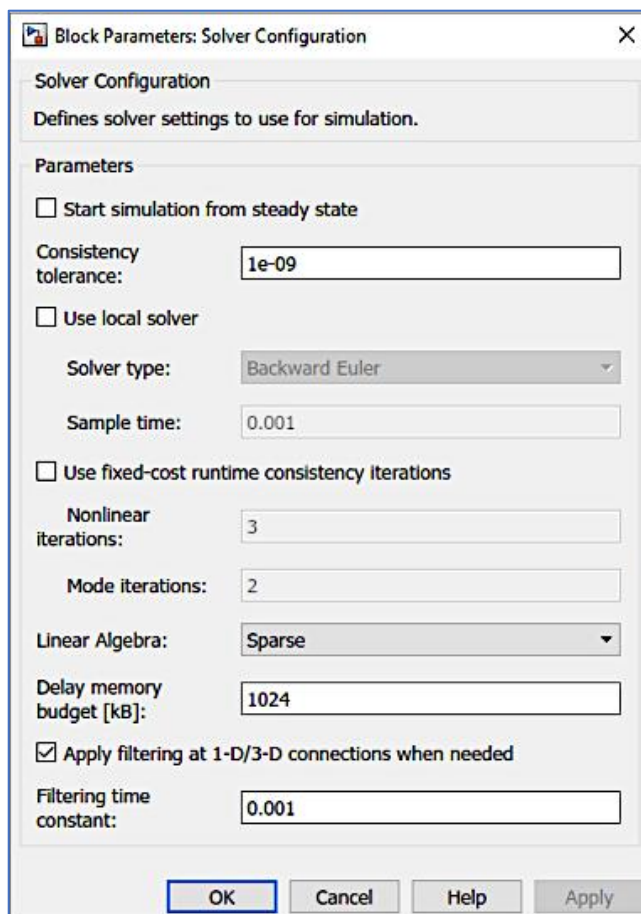 Block Parameters: Solver Configuration
Solver Configuration
Defines solver settings to use for simulation.
Parameters
Start simulation from steady state
Consistency
tolerance:
1e-09
Use local solver
Solver type:
Backward Euler
Sample time:
0.001
Use fixed-cost runtime consistency iterations
Nonlinear
iterations:
3
Mode iterations:
2
Linear Algebra:
Sparse
Delay memory
budget [kB]:
1024
Apply filtering at 1-D/3-D connections when needed
Filtering time
constant:
0.001
OK
Cancel
Help
Apply